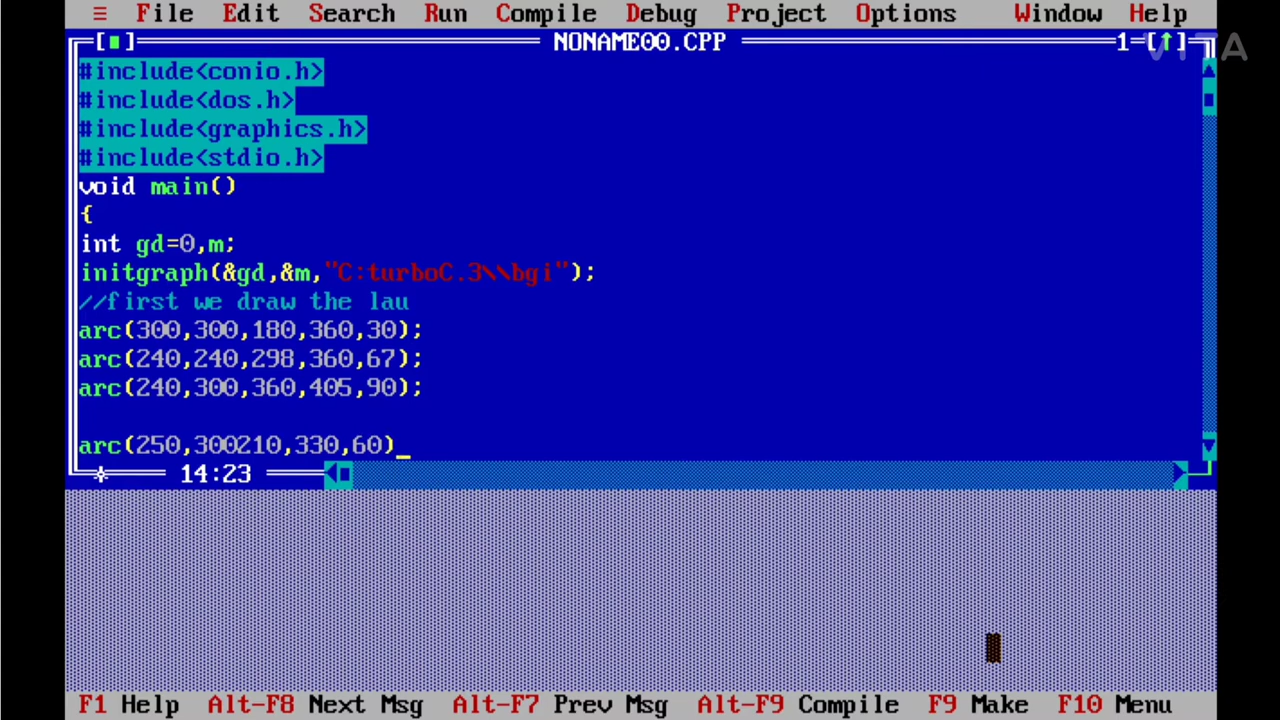 ≡ File Edit Search Run Compile Debug Project Options Window Help
[■] NONAME00.CPP 1=[↑]
VITA
#include<conio.h>
#include<dos.h>
#include<graphics.h>
#include<stdio.h>
void main()
{
int gd=0,m;
initgraph(&gd,&m,"C:turboC.3\\bgi");
//first we draw the lau
arc(300,300,180,360,30);
arc(240,240,298,360,67);
arc(240,300,360,405,90);
arc(250,300210,330,60)_
14:23
F1 Help Alt-F8 Next Msg Alt-F7 Prev Msg Alt-F9 Compile F9 Make F10 Menu